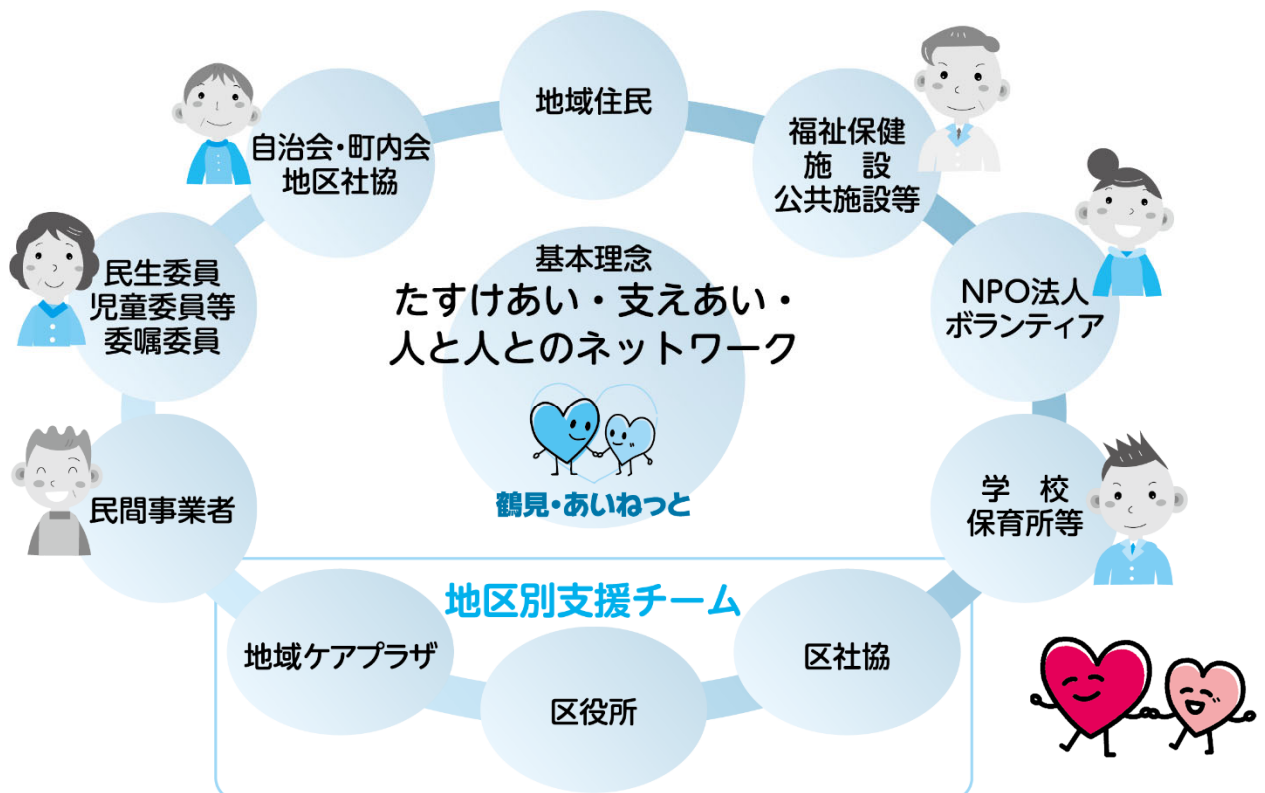 地域住民
自治会・町内会
地区社協
福祉保健
施　設
公共施設等
民生委員
児童委員等
委嘱委員
基本理念
たすけあい・支えあい・
人と人とのネットワーク
鶴見・あいねっと
NPO法人
ボランティア
民間事業者
学　校
保育所等
地区別支援チーム
地域ケアプラザ
区役所
区社協